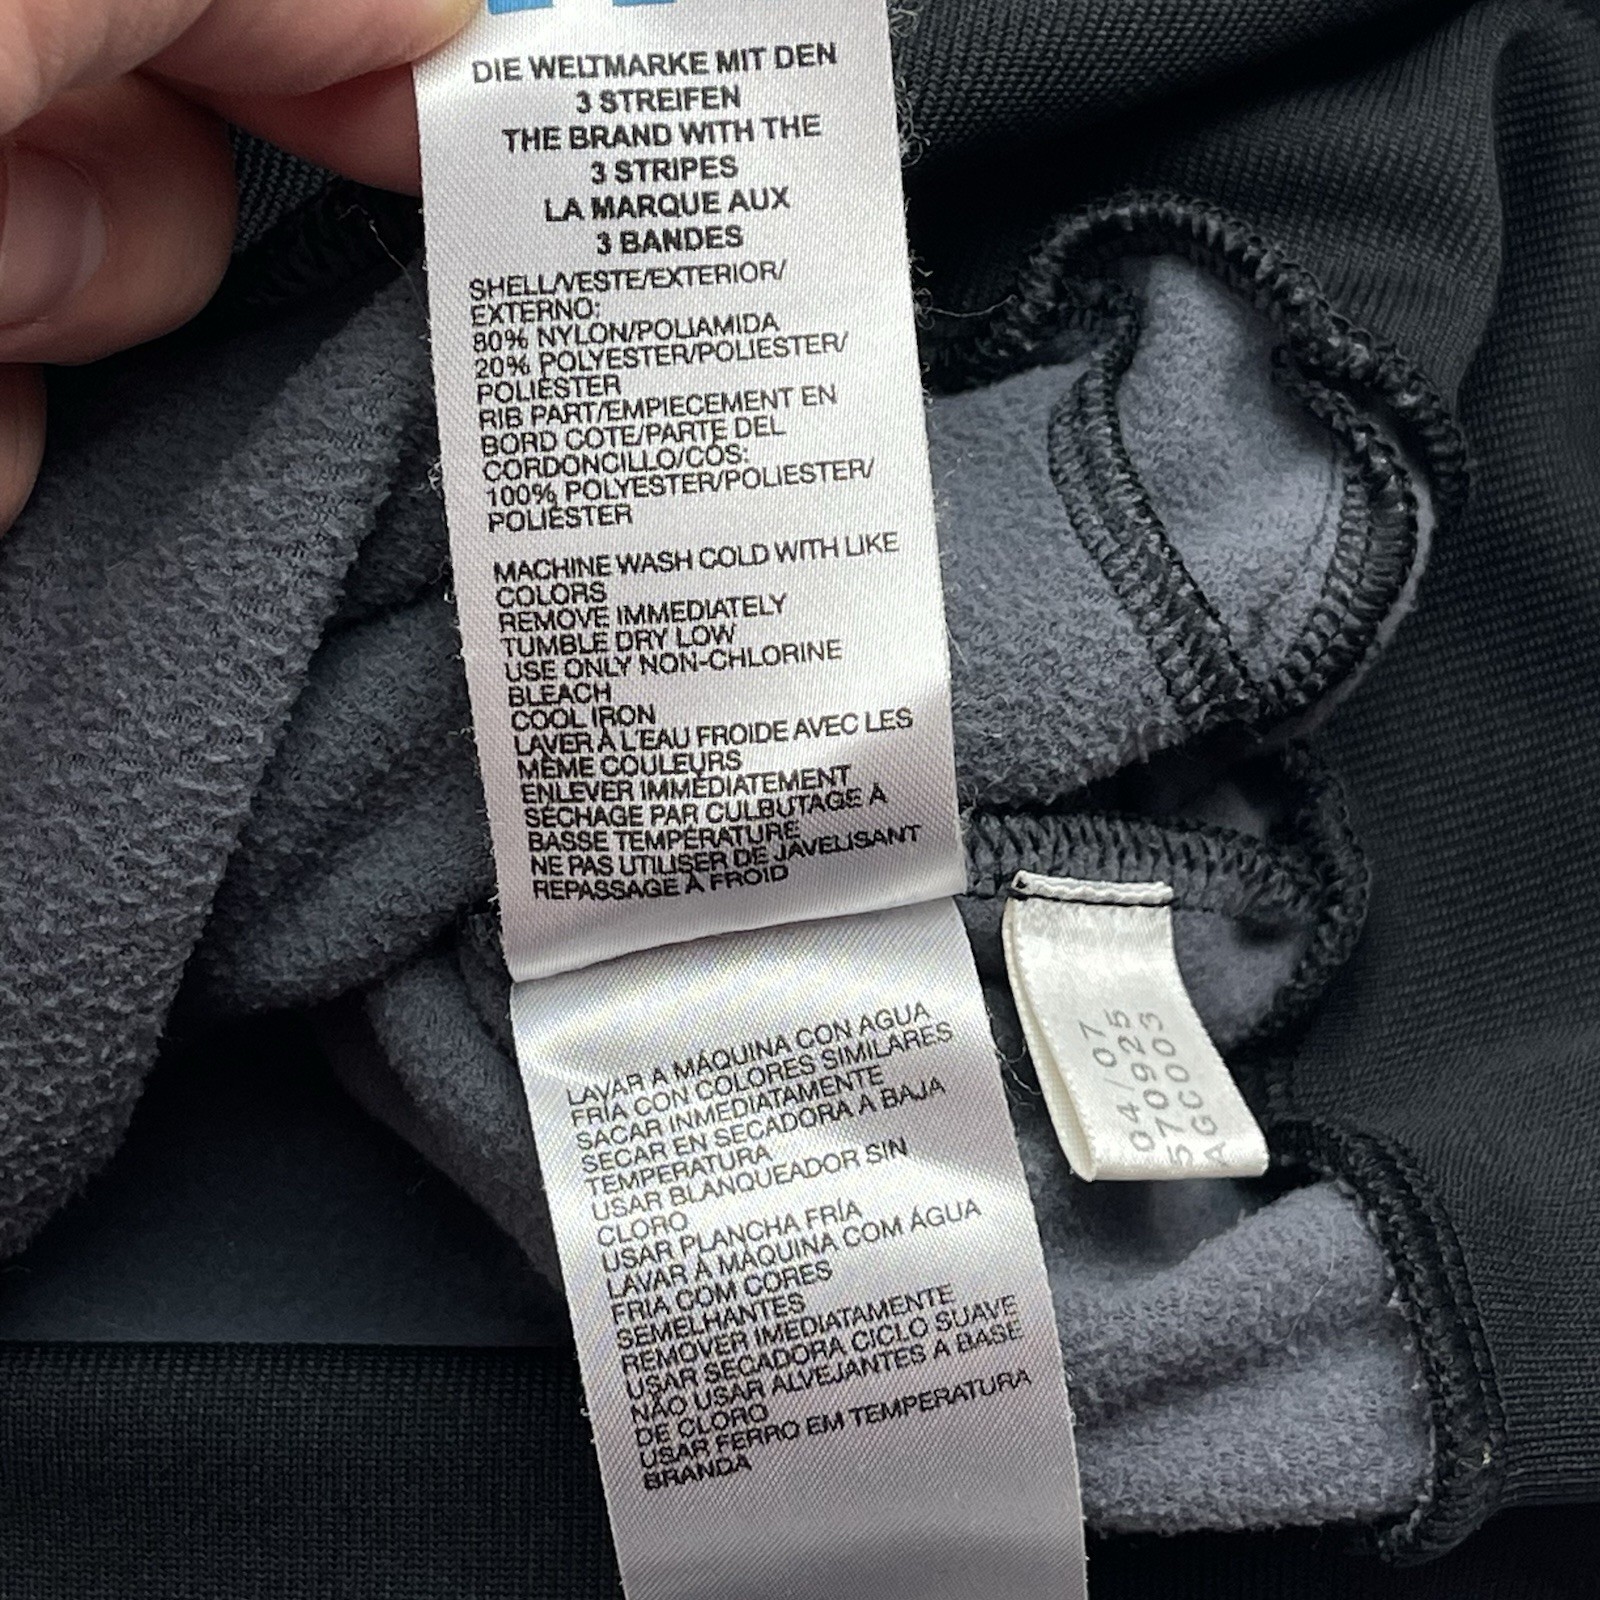 DIE WELTMARKE MIT DEN
3 STREIFEN
THE BRAND WITH THE
3 STRIPES
LA MARQUE AUX
3 BANDES
SHELL/VESTE/EXTERIOR/
EXTERNO:
80% NYLON/POLIAMIDA
20% POLYESTER/POLIESTER/
POLIÉSTER
RIB PART/EMPIECEMENT EN
BORD COTE/PARTE DEL
CORDONCILLO/CÓS:
100% POLYESTER/POLIESTER/
POLIÉSTER
MACHINE WASH COLD WITH LIKE
COLORS
REMOVE IMMEDIATELY
TUMBLE DRY LOW
USE ONLY NON-CHLORINE
BLEACH
COOL IRON
LAVER À L'EAU FROIDE AVEC LES
MÊME COULEURS
ENLEVER IMMÉDIATEMENT
SÉCHAGE PAR CULBUTAGE À
BASSE TEMPÉRATURE
NE PAS UTILISER DE JAVELISANT
REPASSAGE À FROID
LAVAR A MÁQUINA CON AGUA
FRÍA CON COLORES SIMILARES
SACAR INMEDIATAMENTE
SECAR EN SECADORA A BAJA
TEMPERATURA
USAR BLANQUEADOR SIN
CLORO
USAR PLANCHA FRÍA
LAVAR À MÁQUINA COM ÁGUA
FRIA COM CORES
SEMELHANTES
REMOVER IMEDIATAMENTE
USAR SECADORA CICLO SUAVE
NÃO USAR ALVEJANTES A BASE
DE CLORO
USAR FERRO EM TEMPERATURA
BRANDA
04/07
570925
AGC003